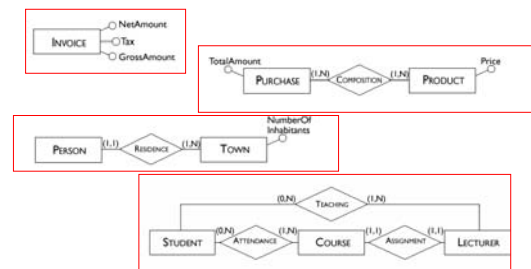 NetAmount
INVOICE
Tax
GrossAmount
TotalAmount
Price
PURCHASE
(1,N)
COMPOSITION
(1,N)
PRODUCT
NumberOf
Inhabitants
PERSON
(1,1)
RESIDENCE
(1,N)
TOWN
(0,N)
TEACHING
(1,N)
(0,N)
(1,N)
(1,1)
(1,1)
STUDENT
ATTENDANCE
COURSE
ASSIGNMENT
LECTURER